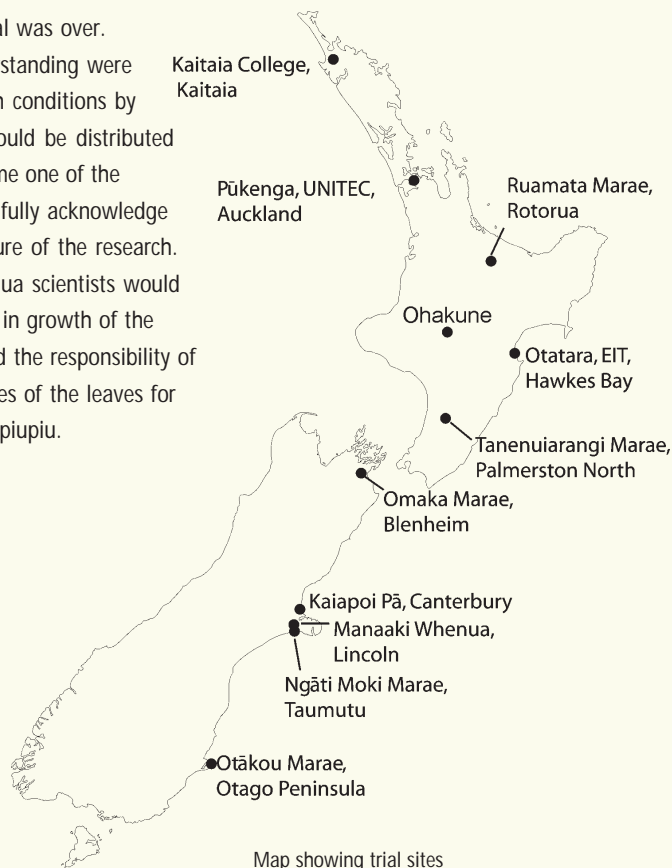 al was over.
standing were
n conditions by
ould be distributed
me one of the
fully acknowledge
ure of the research.
ua scientists would
in growth of the
d the responsibility of
es of the leaves for
piupiu.
Kaitaia College,
Kaitaia
Pūkenga, UNITEC,
Auckland
Ruamata Marae,
Rotorua
Ohakune
Otatara, EIT,
Hawkes Bay
Tanenuiarangi Marae,
Palmerston North
Omaka Marae,
Blenheim
Kaiapoi Pā, Canterbury
Manaaki Whenua,
Lincoln
Ngāti Moki Marae,
Taumutu
Otākou Marae,
Otago Peninsula
Map showing trial sites